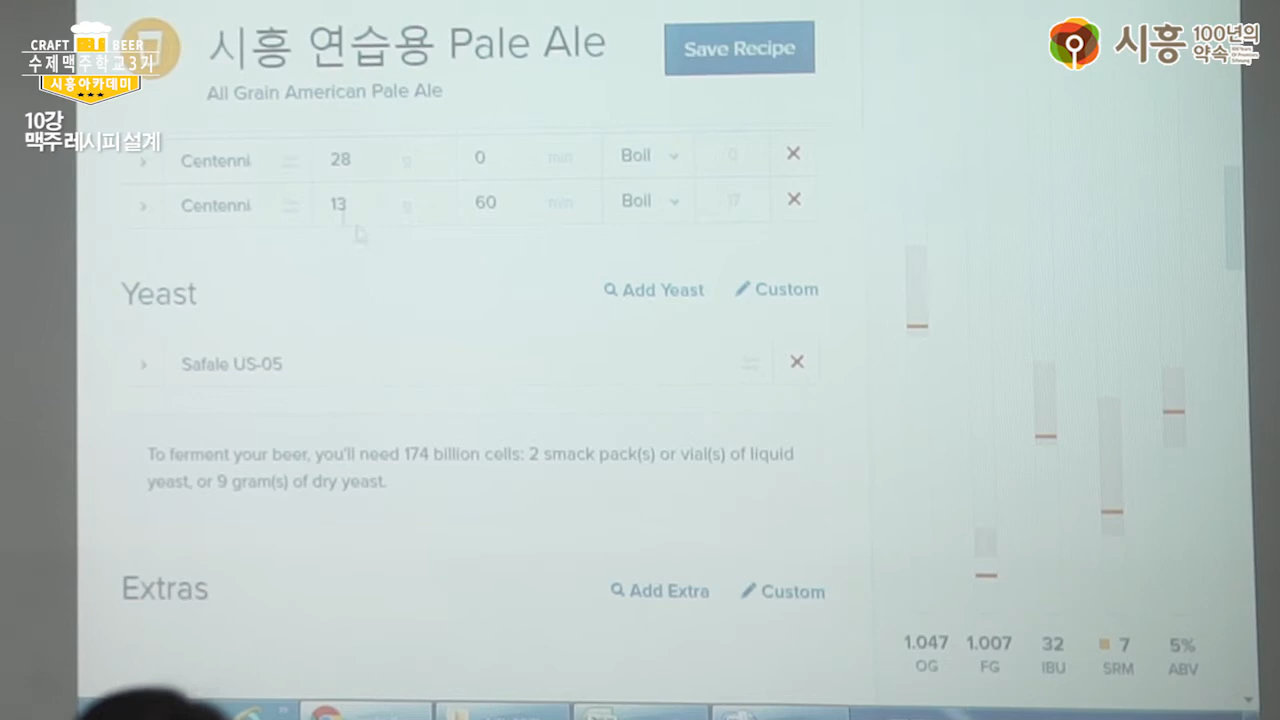 CRAFT BEER
수제맥주학교3기
시흥아카데미
10강
맥주 레시피 설계
시흥 100년의 약속
시흥 연습용 Pale Ale
Save Recipe
All Grain American Pale Ale
Centenni 28 g 0 min Boil 0
Centenni 13 g 60 min Boil 17
Yeast Add Yeast Custom
Safale US-05
To ferment your beer, you'll need 174 billion cells: 2 smack pack(s) or vial(s) of liquid
yeast, or 9 gram(s) of dry yeast.
Extras Add Extra Custom
1.047 1.007 32 7 5%
OG FG IBU SRM ABV